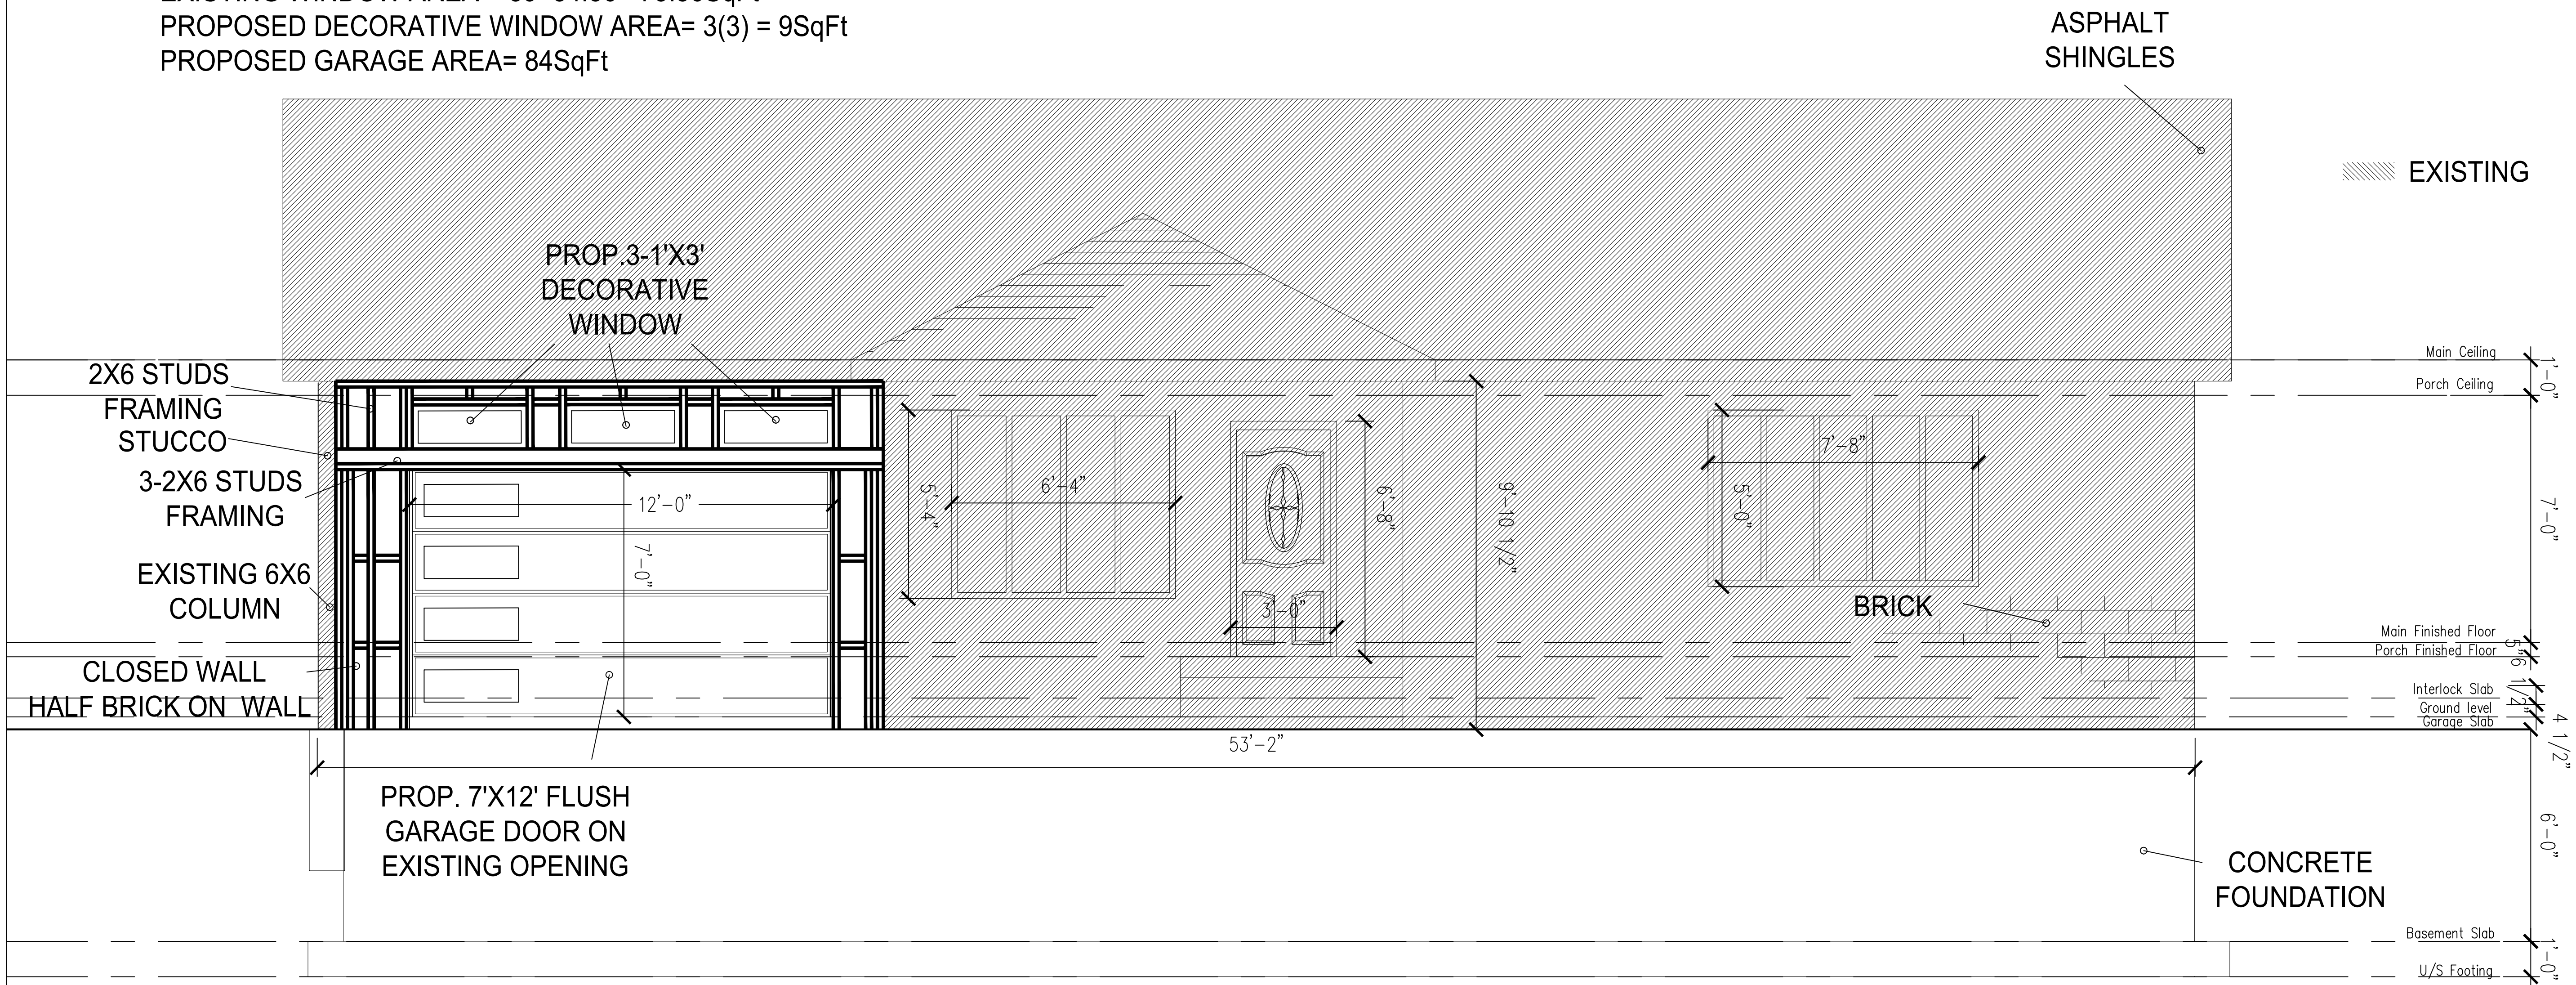 PROPOSED DECORATIVE WINDOW AREA= 3(3) = 9SqFt
PROPOSED GARAGE AREA= 84SqFt
ASPHALT
SHINGLES
EXISTING
PROP.3-1'X3'
DECORATIVE
WINDOW
2X6 STUDS
FRAMING
STUCCO
3-2X6 STUDS
FRAMING
EXISTING 6X6
COLUMN
CLOSED WALL
HALF BRICK ON WALL
12'-0"
7'-0"
5'-4"
6'-4"
6'-8"
3'-0"
9'-10 1/2"
7'-8"
5'-0"
BRICK
53'-2"
PROP. 7'X12' FLUSH
GARAGE DOOR ON
EXISTING OPENING
CONCRETE
FOUNDATION
Main Ceiling
1'-0"
Porch Ceiling
7'-0"
Main Finished Floor
5"
Porch Finished Floor
6 1/2"
Interlock Slab
Ground level
Garage Slab
4 1/2"
6'-0"
Basement Slab
1'-0"
U/S Footing